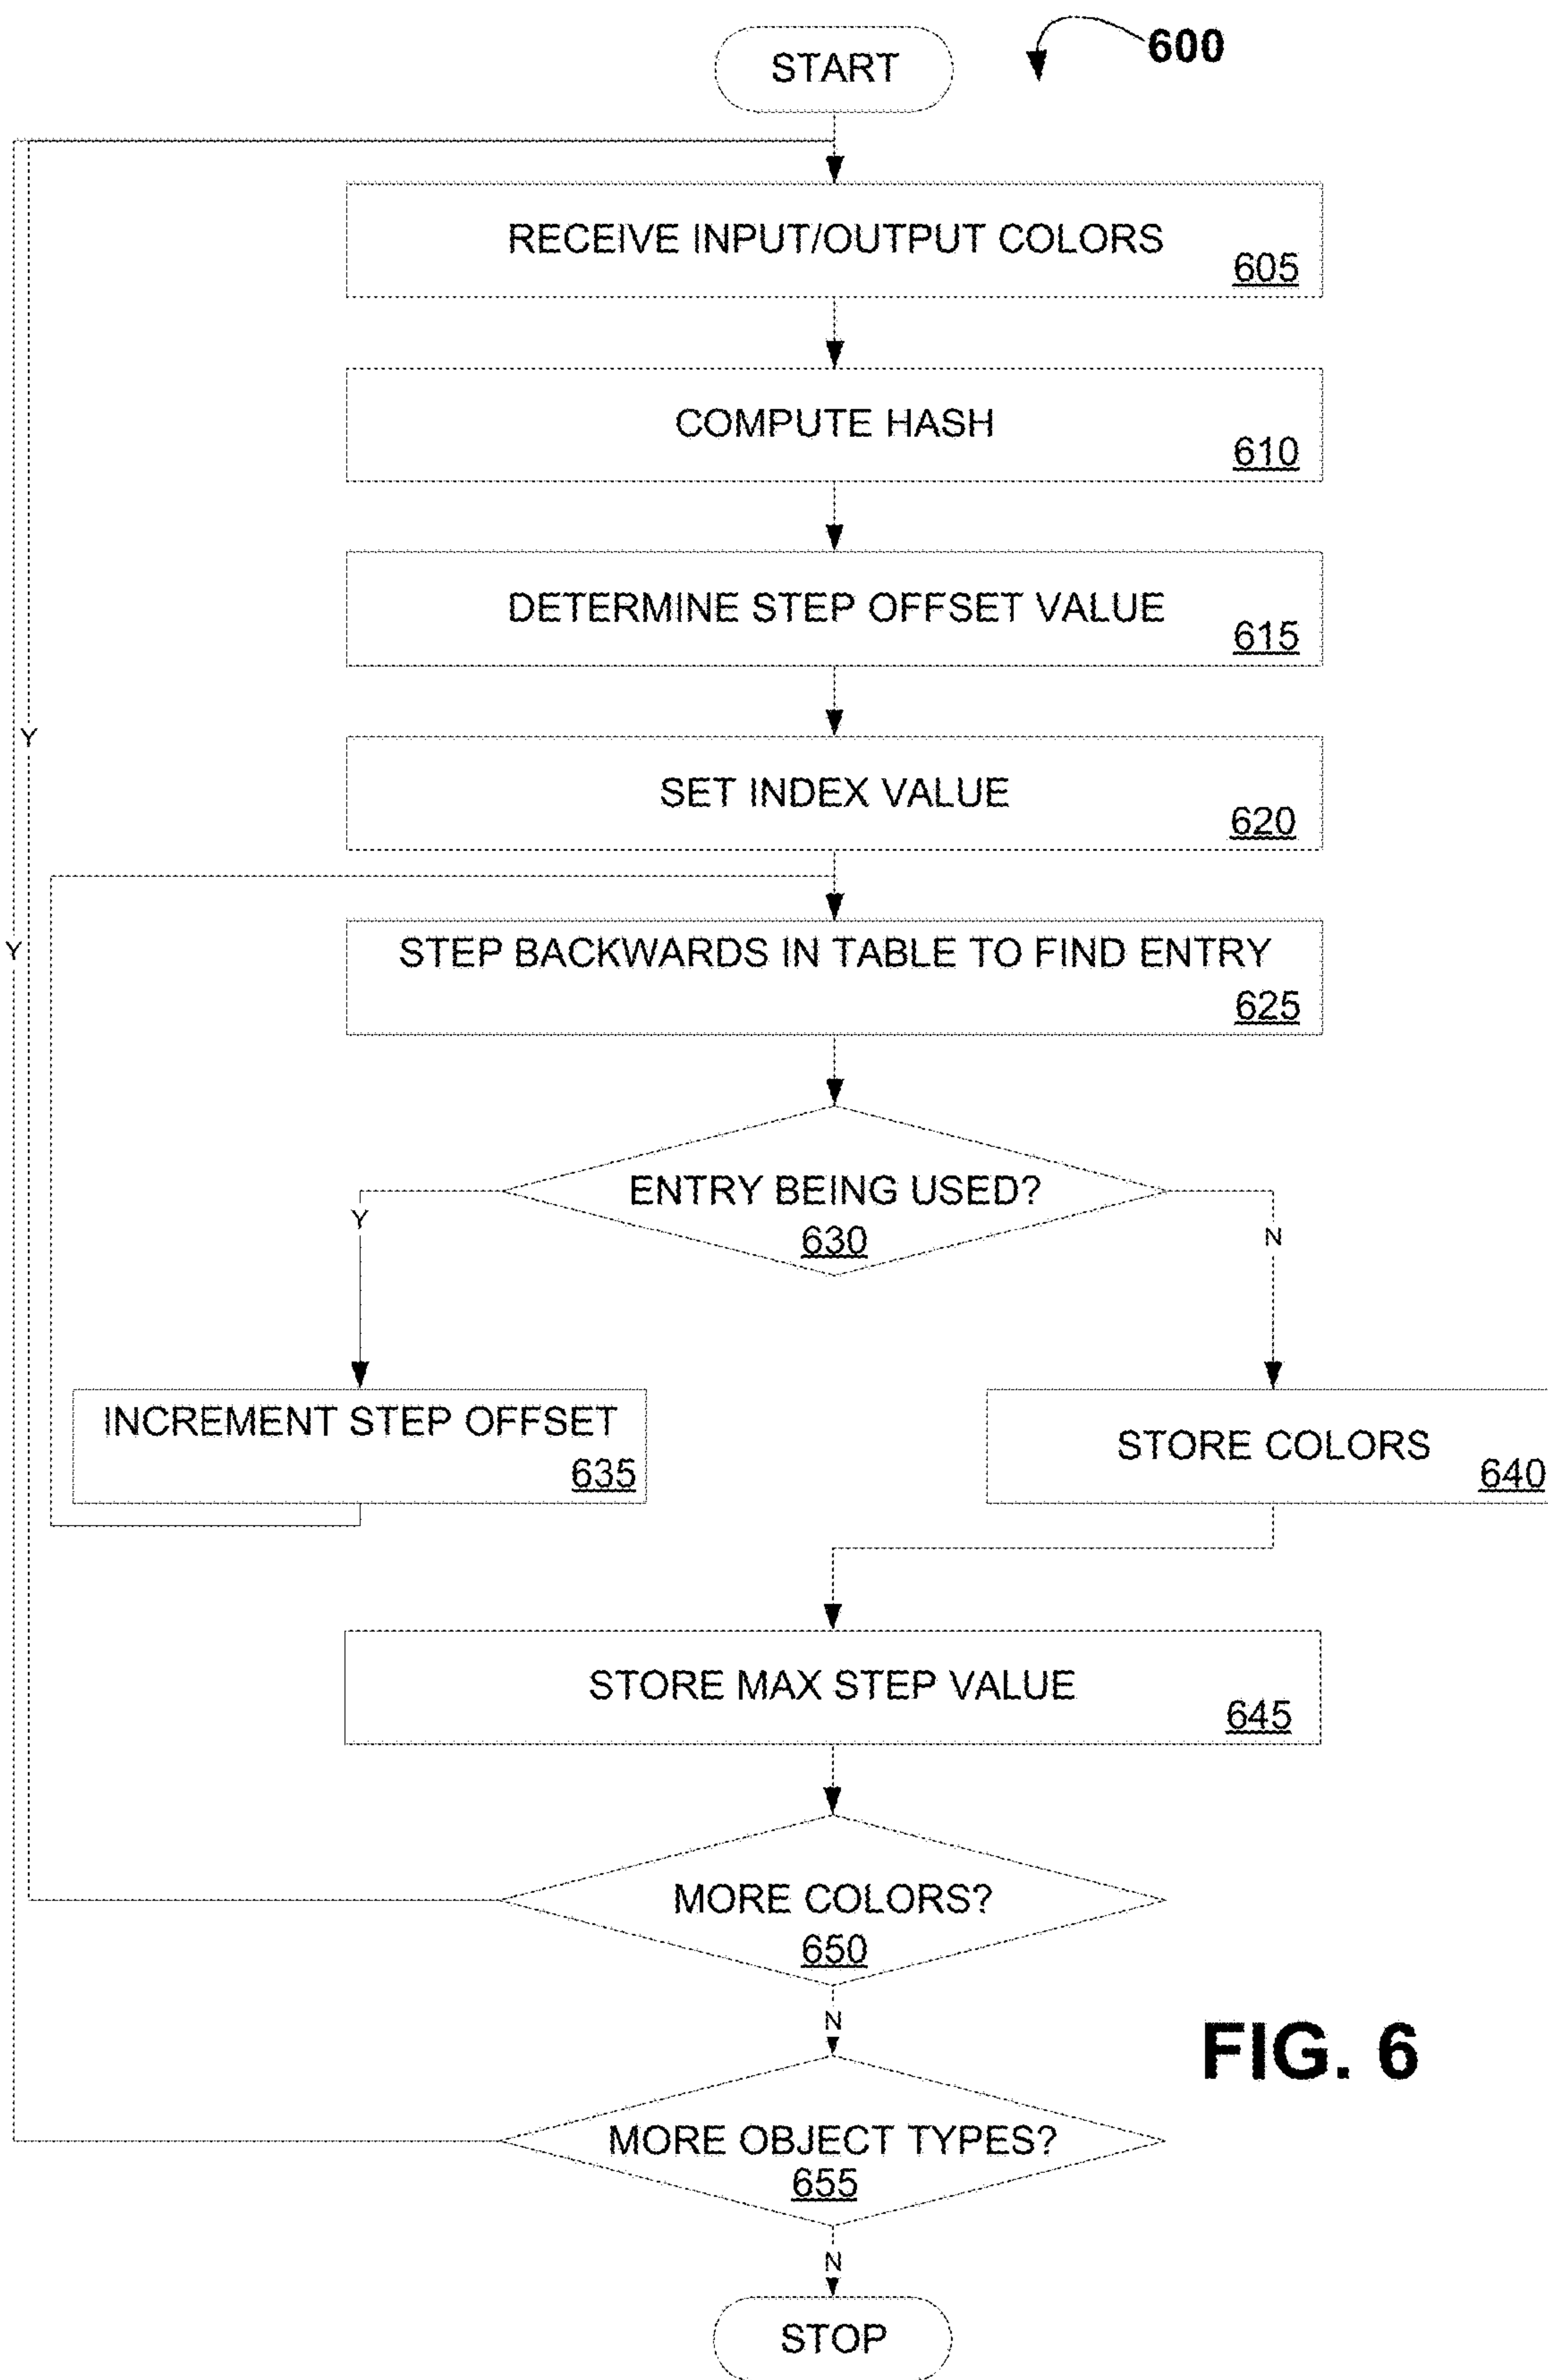 START
600
RECEIVE INPUT/OUTPUT COLORS
605
COMPUTE HASH
610
DETERMINE STEP OFFSET VALUE
615
Y
SET INDEX VALUE
620
Y
STEP BACKWARDS IN TABLE TO FIND ENTRY
625
ENTRY BEING USED?
630
Y
N
INCREMENT STEP OFFSET
635
STORE COLORS
640
STORE MAX STEP VALUE
645
MORE COLORS?
650
N
FIG. 6
MORE OBJECT TYPES?
655
N
STOP